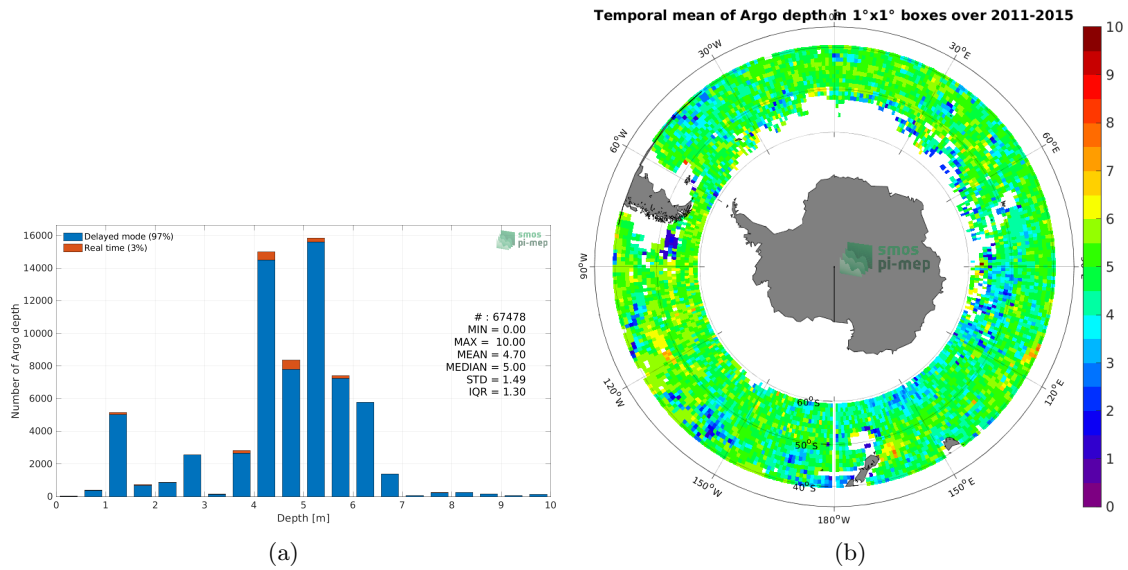 Delayed mode (97%)
Real time (3%)
smos
pi-mep
16000
14000
12000
10000
8000
6000
4000
2000
0
Number of Argo depth
# : 67478
MIN = 0.00
MAX = 10.00
MEAN = 4.70
MEDIAN = 5.00
STD = 1.49
IQR = 1.30
0 1 2 3 4 5 6 7 8 9 10
Depth [m]
(a)
Temporal mean of Argo depth in 1°x1° boxes over 2011-2015
30°W
30°E
60°W
60°E
90°W
smos
pi-mep
120°W
120°E
60°S
50°S
40°S
150°W
150°E
180°W
10
9
8
7
6
5
4
3
2
1
0
(b)